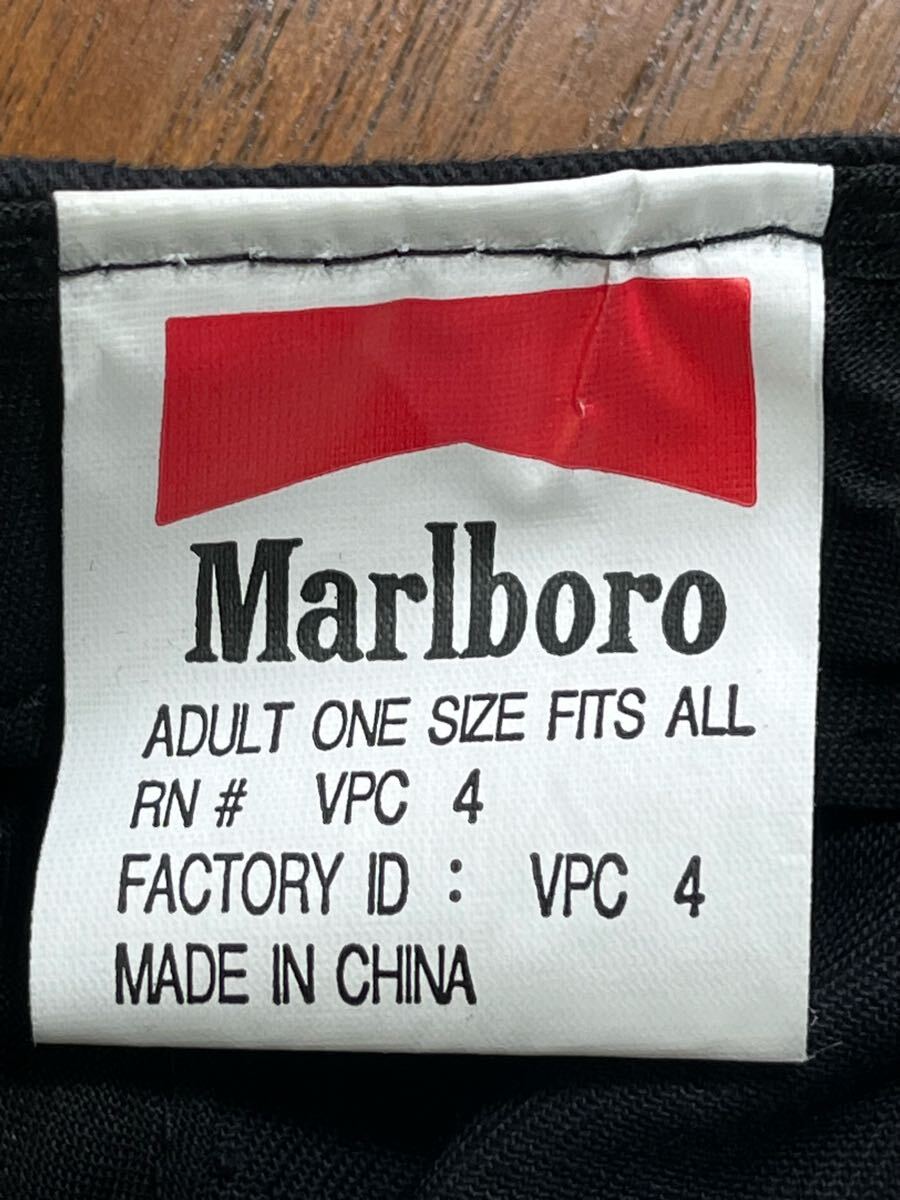 Marlboro
ADULT ONE SIZE FITS ALL
RN # VPC 4
FACTORY ID : VPC 4
MADE IN CHINA